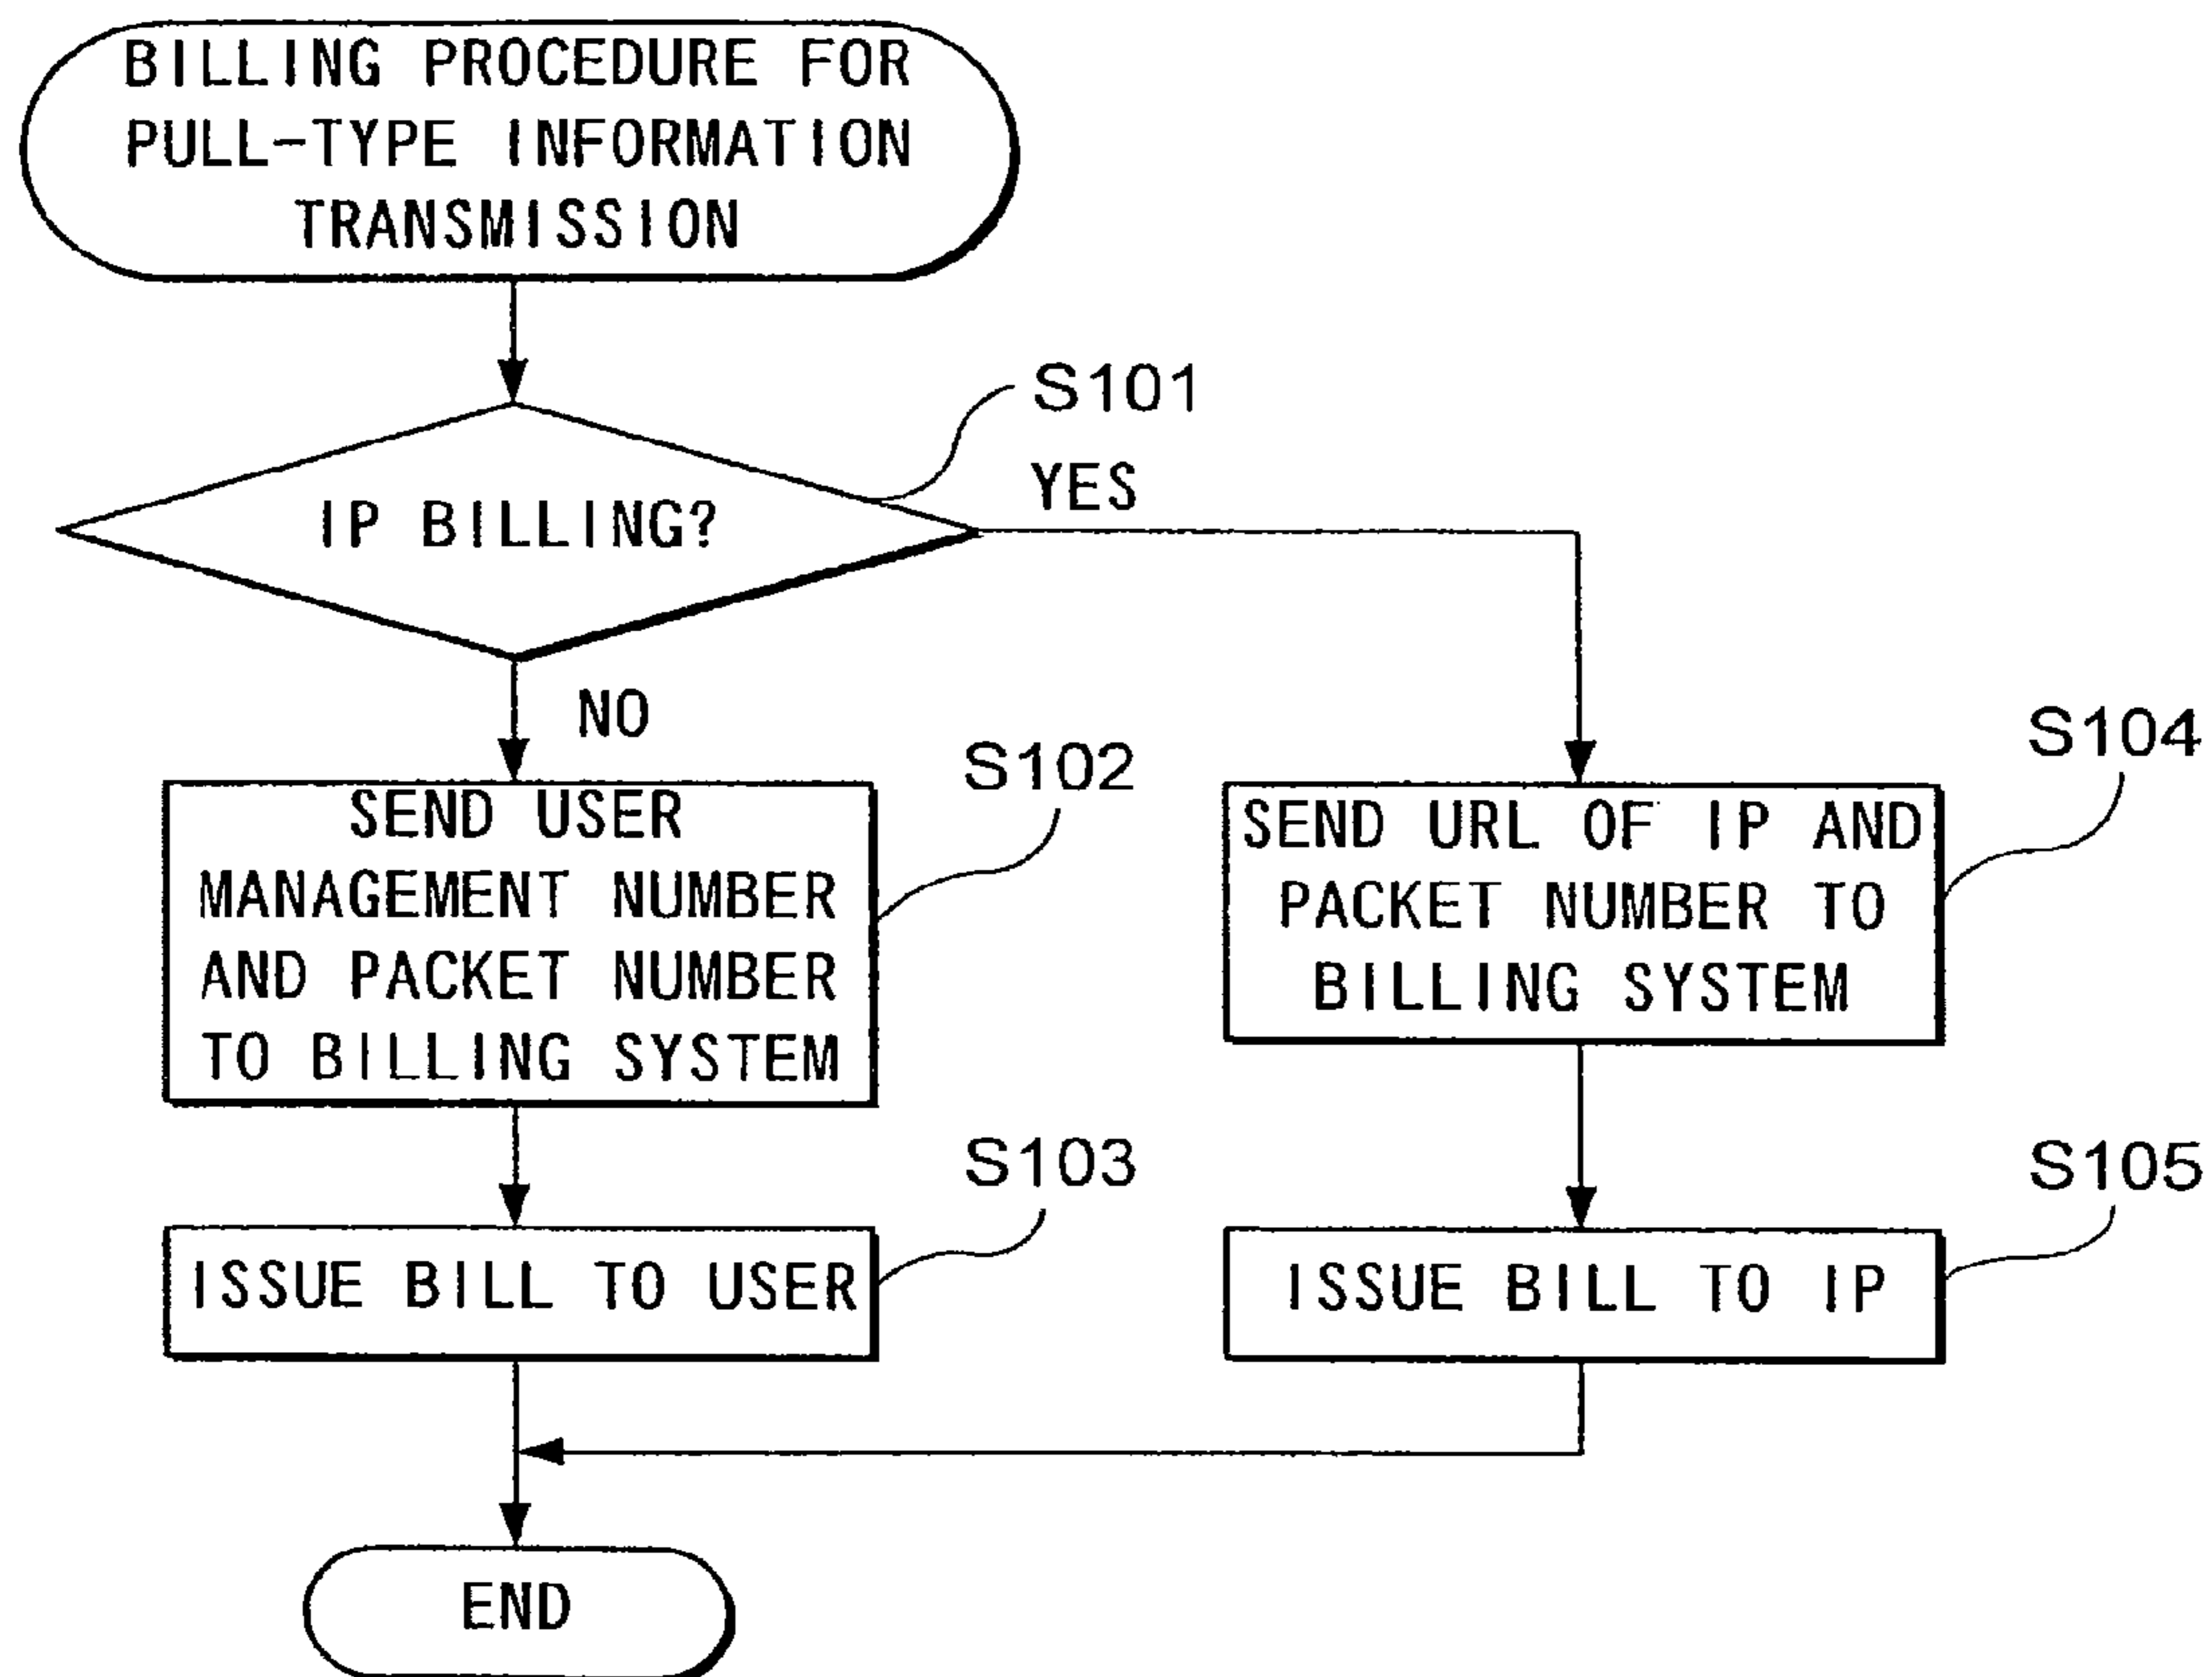 BILLING PROCEDURE FOR
PULL-TYPE INFORMATION
TRANSMISSION
S101
YES
IP BILLING?
NO
S102
SEND USER
MANAGEMENT NUMBER
AND PACKET NUMBER
TO BILLING SYSTEM
S104
SEND URL OF IP AND
PACKET NUMBER TO
BILLING SYSTEM
S103
ISSUE BILL TO USER
S105
ISSUE BILL TO IP
END